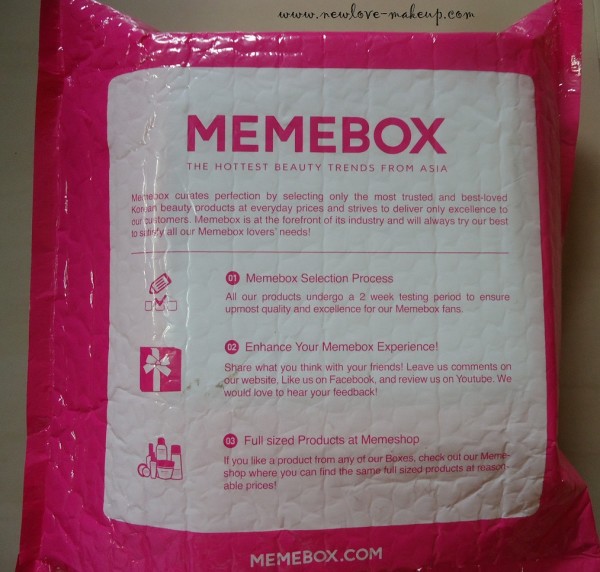 www.newlove-makeup.com
MEMEBOX
THE HOTTEST BEAUTY TRENDS FROM ASIA
Memebox curates perfection by selecting only the most trusted and best-loved
Korean beauty products at everyday prices and strives to deliver only excellence to
our customers. Memebox is at the forefront of its industry and will always try our best
to satisfy all our Memebox lovers' needs!
01 Memebox Selection Process
All our products undergo a 2 week testing period to ensure
upmost quality and excellence for our Memebox fans.
02 Enhance Your Memebox Experience!
Share what you think with your friends! Leave us comments on
our website, Like us on Facebook, and review us on Youtube. We
would love to hear your feedback!
03 Full sized Products at Memeshop
If you like a product from any of our Boxes, check out our Meme-
shop where you can find the same full sized products at reason-
able prices!
MEMEBOX.COM